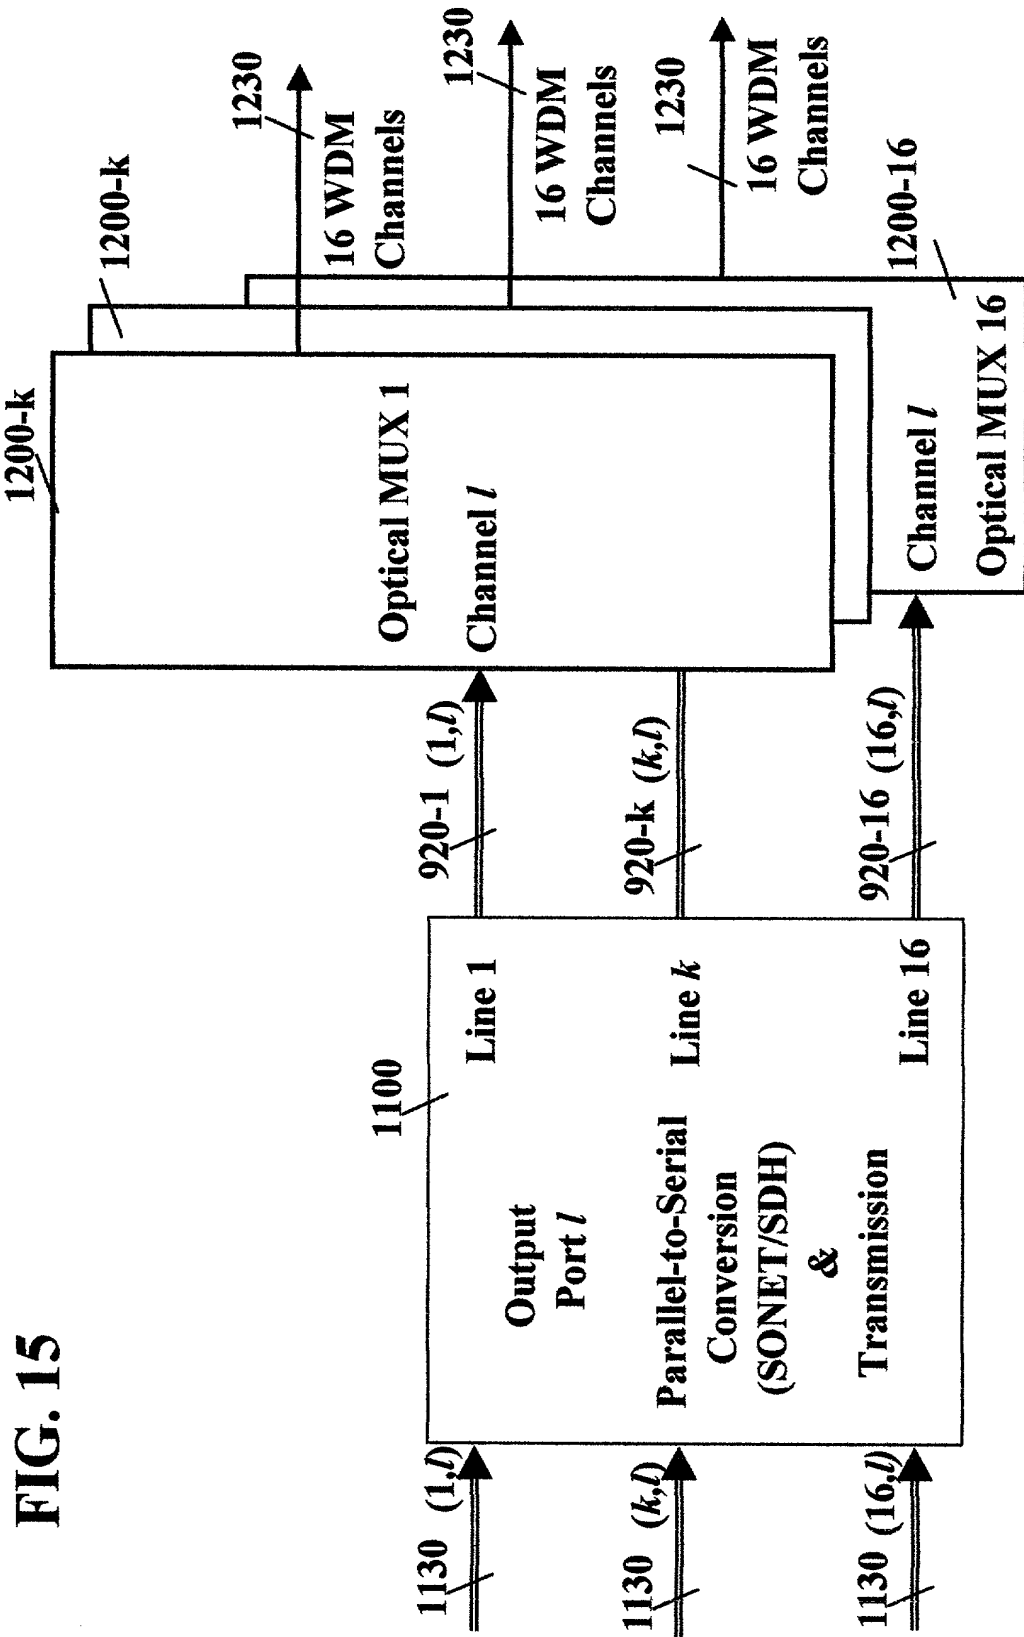 FIG. 15
1130 (1,l)
1130 (k,l)
1130 (16,l)
1100
Output
Port l
Parallel-to-Serial
Conversion
(SONET/SDH)
&
Transmission
Line 1
Line k
Line 16
920-1 (1,l)
920-k (k,l)
920-16 (16,l)
1200-k
Optical MUX 1
Channel l
1200-k
Channel l
Optical MUX 16
1200-16
1230
16 WDM
Channels
1230
16 WDM
Channels
1230
16 WDM
Channels